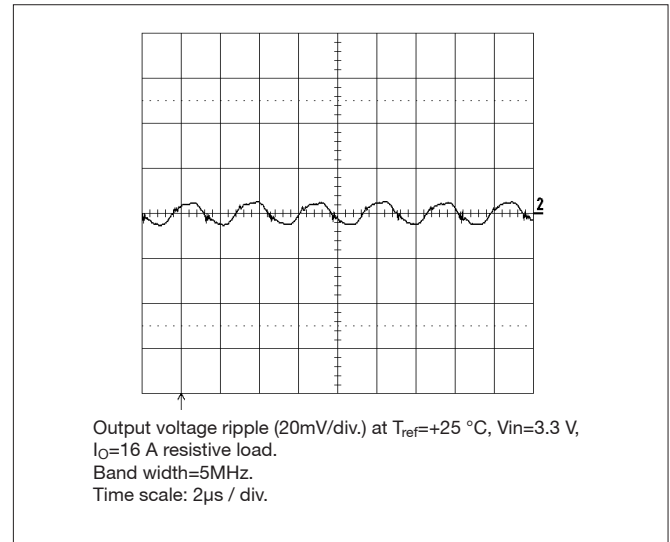 2
Output voltage ripple (20mV/div.) at Tref=+25 °C, Vin=3.3 V,
IO=16 A resistive load.
Band width=5MHz.
Time scale: 2µs / div.